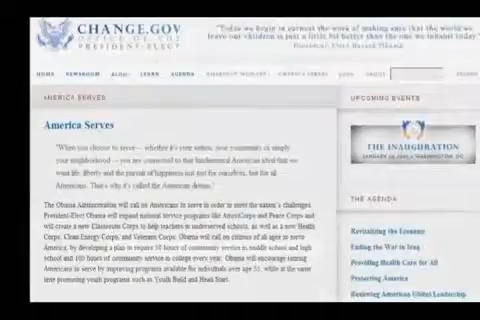 CHANGE.GOV
OFFICE OF THE
PRESIDENT-ELECT
"Today we begin in earnest the work of making sure that the world we
leave our children is just a little bit better than the one we inhabit today."
President-Elect Barack Obama
HOME NEWSROOM BLOG LEARN AGENDA AMERICAN MOMENT AMERICA SERVES JOBS ABOUT SEARCH
AMERICA SERVES
America Serves
"When you choose to serve -- whether it's your nation, your community or simply
your neighborhood -- you are connected to that fundamental American ideal that we
want life, liberty and the pursuit of happiness not just for ourselves, but for all
Americans. That's why it's called the American dream."
The Obama Administration will call on Americans to serve in order to meet the nation's challenges.
President-Elect Obama will expand national service programs like AmeriCorps and Peace Corps and
will create a new Classroom Corps to help teachers in underserved schools, as well as a new Health
Corps, Clean Energy Corps, and Veterans Corps. Obama will call on citizens of all ages to serve
America, by developing a plan to require 50 hours of community service in middle school and high
school and 100 hours of community service in college every year. Obama will encourage retiring
Americans to serve by improving programs available for individuals over age 55, while at the same
time promoting youth programs such as Youth Build and Head Start.
UPCOMING EVENTS
THE INAUGURATION
JANUARY 20, 2009 WASHINGTON, DC
THE AGENDA
Revitalizing the Economy
Ending the War in Iraq
Providing Health Care for All
Protecting America
Renewing American Global Leadership